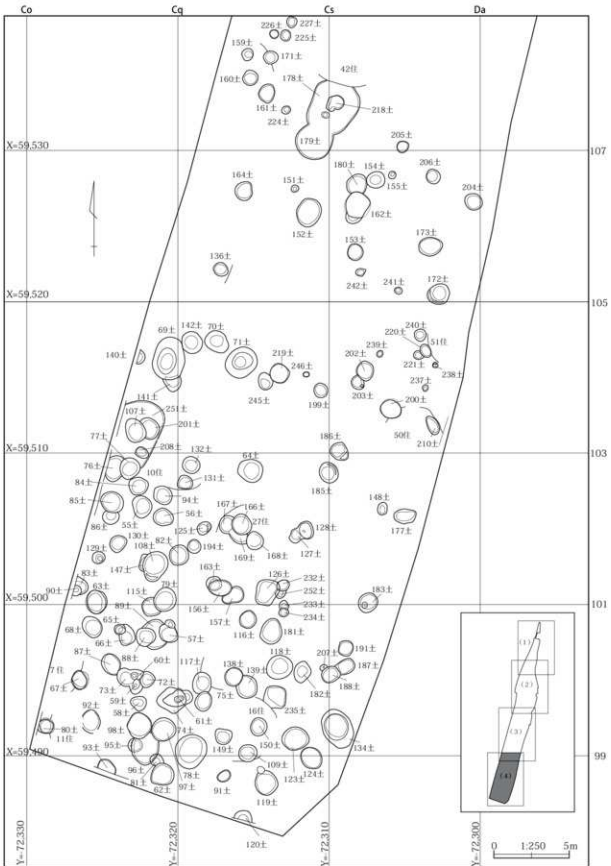 Co Cq Cs Da
227土
226土
225土
159土
171土
42住
178土
160土
161土
218土
224土
179土
205土
X=59,530
107
180土
154土
206土
164土
151土
155土
204土
162土
152土
153土
173土
136土
242土
241土
172土
X=59,520
105
240土
142土
70土
220土
51住
69土
71土
239土
219土
202土
221土
140土
246土
238土
237土
245土
199土
203土
200土
141土
251土
107土
201土
50住
210土
77土
208土
186土
X=59,510
103
132土
76土
10住
64土
84土
131土
185土
85土
94土
148土
167土
166土
86土
55土
56土
27住
128土
177土
130土
125土
82土
108土
129土
194土
169土
168土
127土
147土
163土
126土
232土
83土
79土
252土
183土
90土
63土
115土
156土
X=59,500
101
233土
89土
157土
234土
65土
68土
116土
181土
66土
57土
88土
191土
87土
118土
207土
60土
117土
138土
187土
7住
139土
67土
73土
72土
182土
188土
75土
59土
92土
16住
235土
58土
61土
80土
98土
74土
11住
134土
95土
149土
150土
X=59,490
99
93土
109土
96土
78土
123土
124土
81土
97土
91土
62土
119土
120土
(1)
(2)
(3)
(4)
Y=-72,330
Y=-72,320
Y=-72,310
Y=-72,300
0 1:250 5m